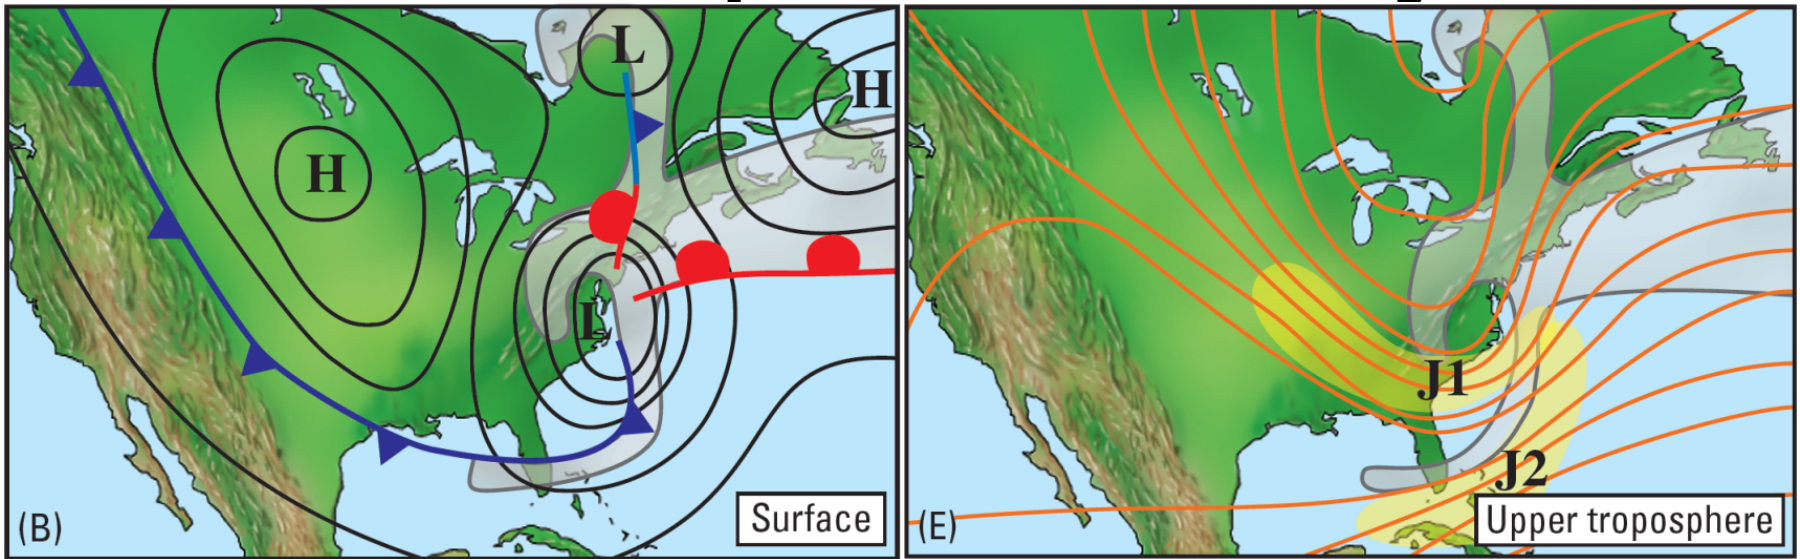 L
H
H
L
(B)
Surface
J1
J2
(E)
Upper troposphere